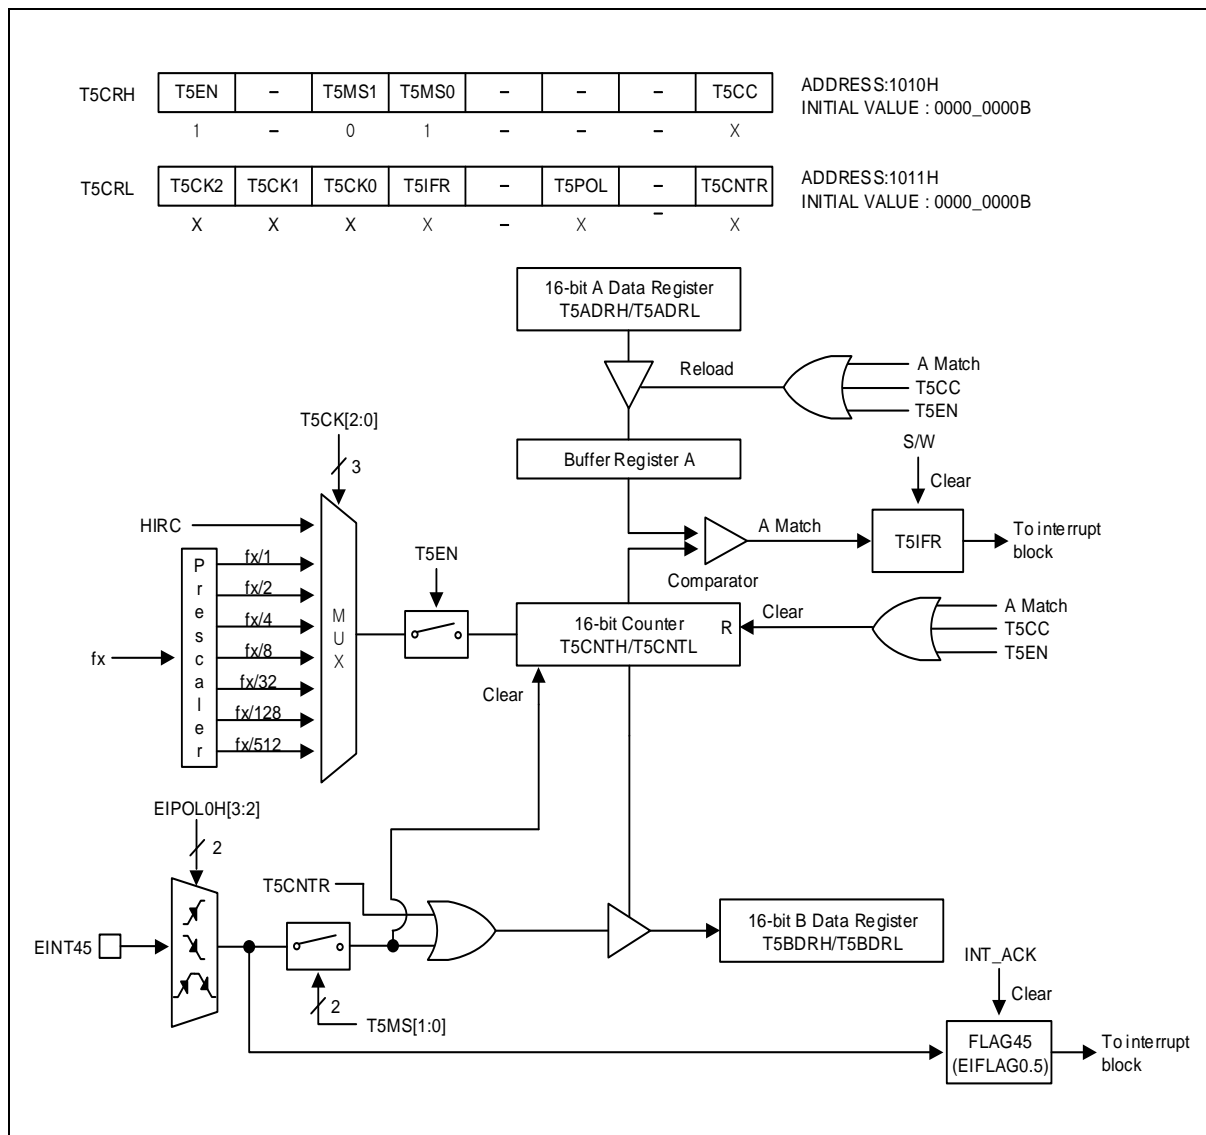 T5CRH T5EN – T5MS1 T5MS0 – – – T5CC ADDRESS:1010H
INITIAL VALUE : 0000_0000B
1 – 0 1 – – – X
T5CRL T5CK2 T5CK1 T5CK0 T5IFR – T5POL – T5CNTR ADDRESS:1011H
INITIAL VALUE : 0000_0000B
X X X X – X – X
16-bit A Data Register
T5ADRH/T5ADRL
Reload
A Match
T5CC
T5EN
T5CK[2:0]
3
Buffer Register A
S/W
Clear
HIRC
A Match
T5IFR
To interrupt
block
Comparator
Prescaler
fx/1
fx/2
fx/4
fx/8
fx/32
fx/128
fx/512
fx
MUX
T5EN
16-bit Counter
T5CNTH/T5CNTL
R
Clear
A Match
T5CC
T5EN
Clear
EIPOL0H[3:2]
2
T5CNTR
EINT45
16-bit B Data Register
T5BDRH/T5BDRL
2
T5MS[1:0]
INT_ACK
Clear
FLAG45
(EIFLAG0.5)
To interrupt
block